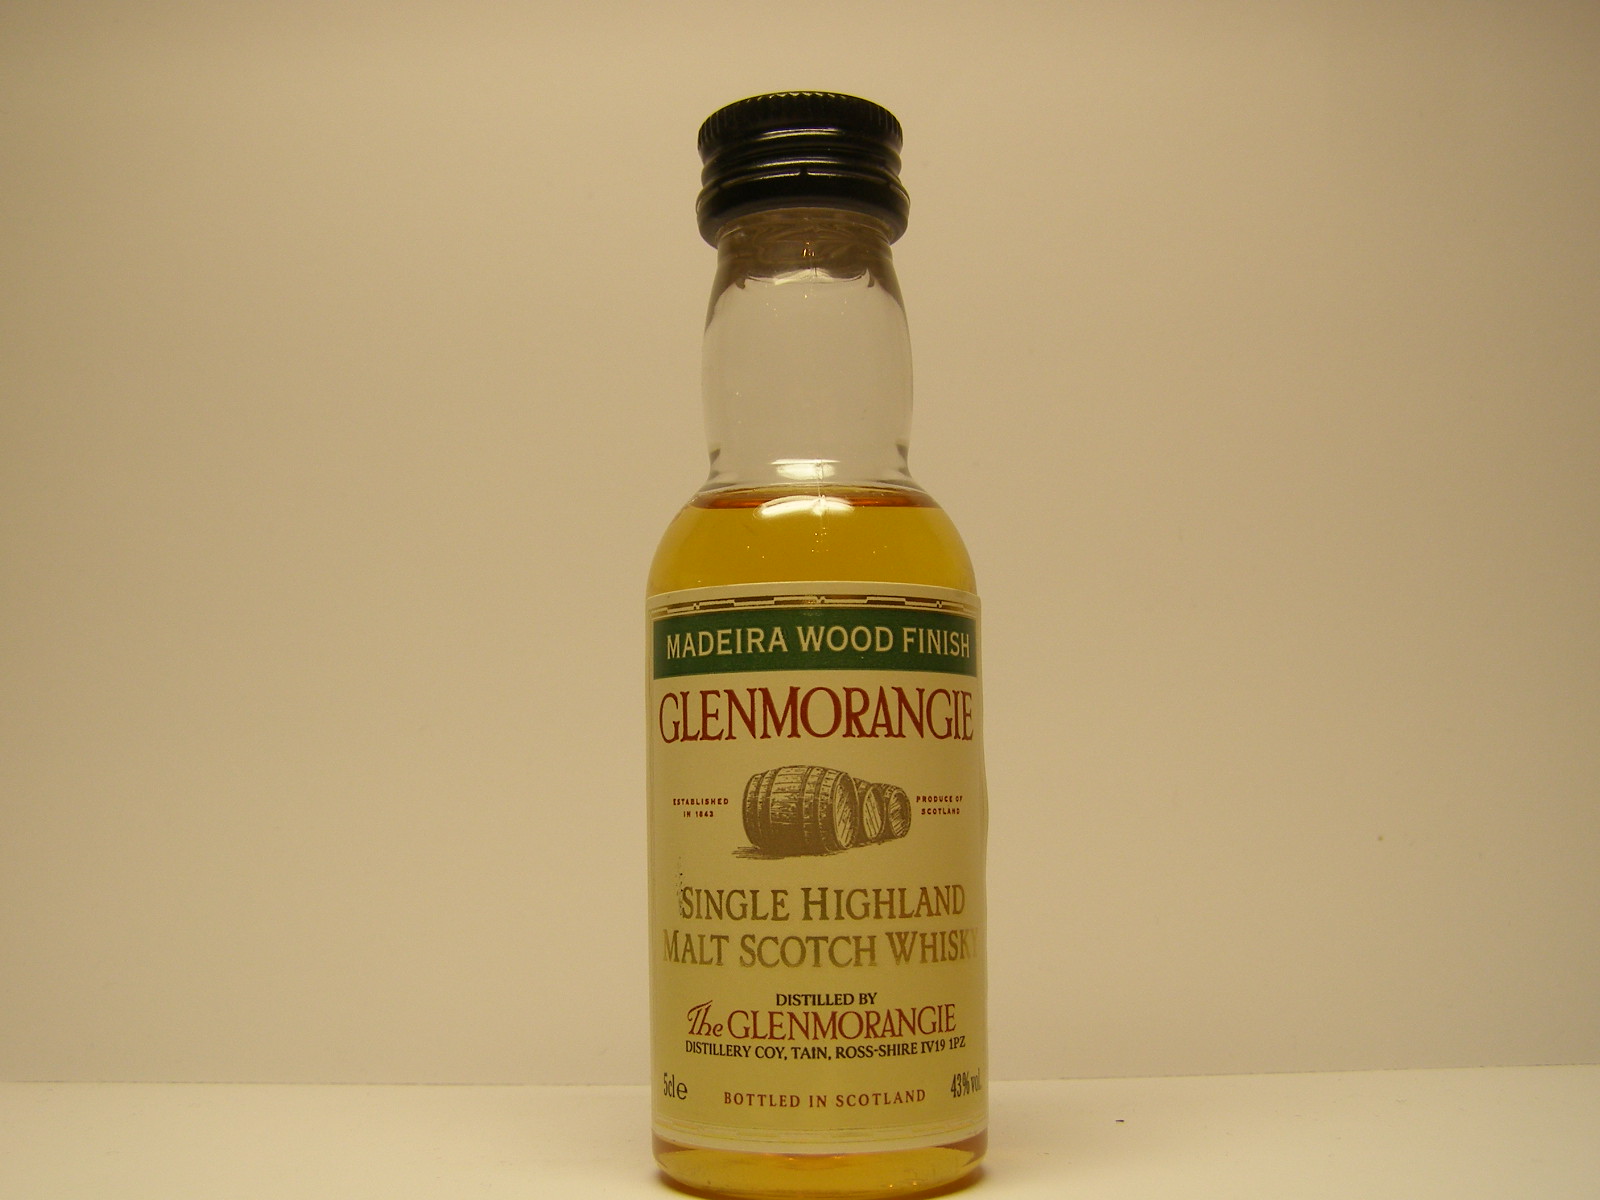 MADEIRA WOOD FINISH
GLENMORANGIE
ESTABLISHED
IN 1843
PRODUCE OF
SCOTLAND
SINGLE HIGHLAND
MALT SCOTCH WHISKY
DISTILLED BY
The GLENMORANGIE
DISTILLERY COY, TAIN, ROSS-SHIRE IV19 1PZ
5cl e
BOTTLED IN SCOTLAND
43% vol.